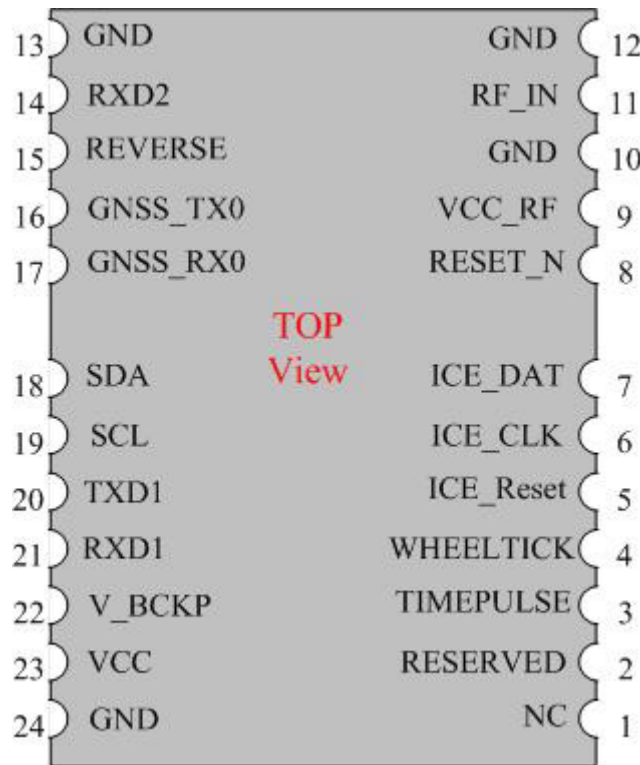 13 GND GND 12
14 RXD2 RF_IN 11
15 REVERSE GND 10
16 GNSS_TX0 VCC_RF 9
17 GNSS_RX0 RESET_N 8
TOP
View
18 SDA ICE_DAT 7
19 SCL ICE_CLK 6
20 TXD1 ICE_Reset 5
21 RXD1 WHEELTICK 4
22 V_BCKP TIMEPULSE 3
23 VCC RESERVED 2
24 GND NC 1